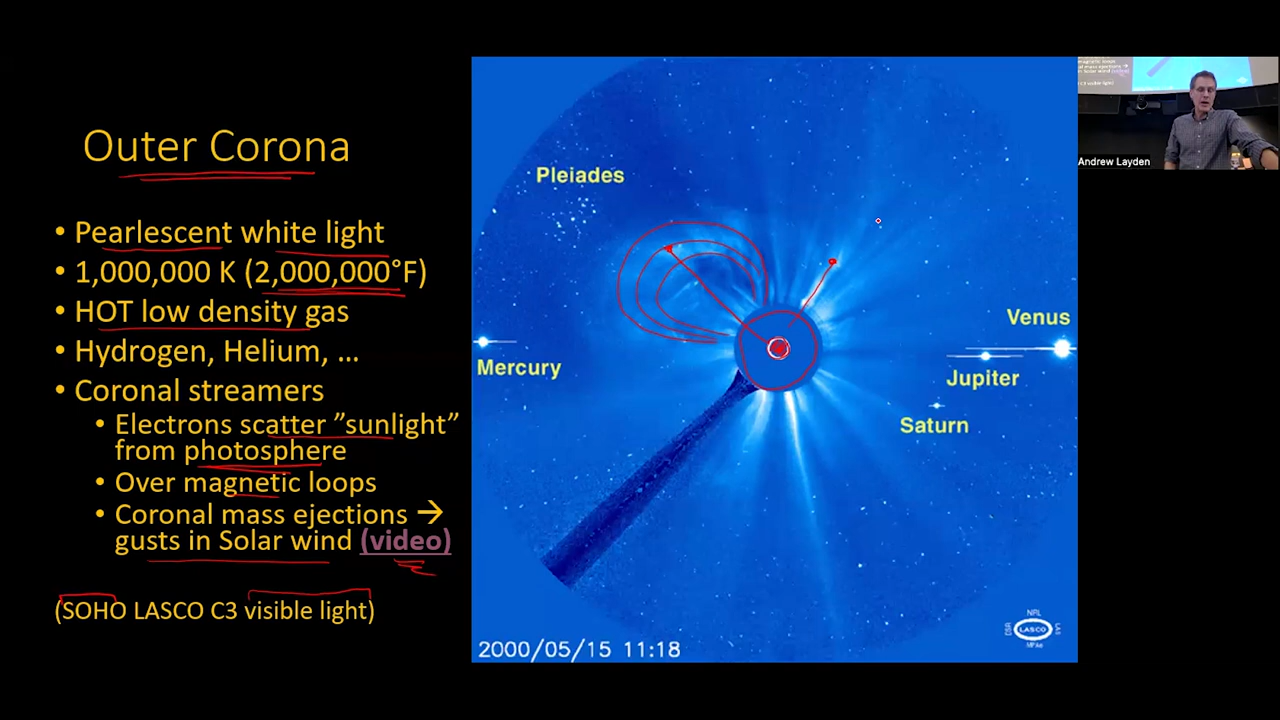 Outer Corona
• Pearlescent white light
• 1,000,000 K (2,000,000°F)
• HOT low density gas
• Hydrogen, Helium, …
• Coronal streamers
• Electrons scatter ”sunlight”
from photosphere
• Over magnetic loops
• Coronal mass ejections →
gusts in Solar wind (video)
(SOHO LASCO C3 visible light)
Pleiades
Mercury
Venus
Jupiter
Saturn
2000/05/15 11:18
NRL
LASCO
Andrew Layden